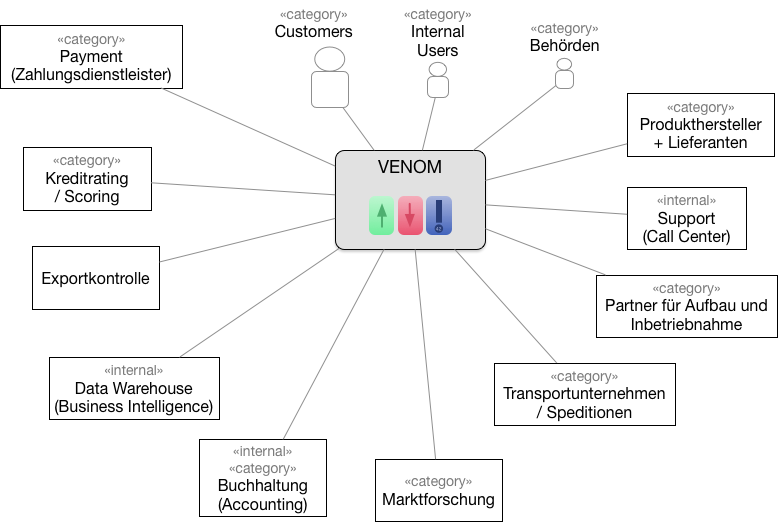 «category»
Customers
«category»
Internal
Users
«category»
Behörden
«category»
Payment
(Zahlungsdienstleister)
«category»
Produkthersteller
+ Lieferanten
«category»
Kreditrating
/ Scoring
VENOM
«internal»
Support
(Call Center)
Exportkontrolle
«category»
Partner für Aufbau und
Inbetriebnahme
«internal»
Data Warehouse
(Business Intelligence)
«category»
Transportunternehmen
/ Speditionen
«internal»
«category»
Buchhaltung
(Accounting)
«category»
Marktforschung